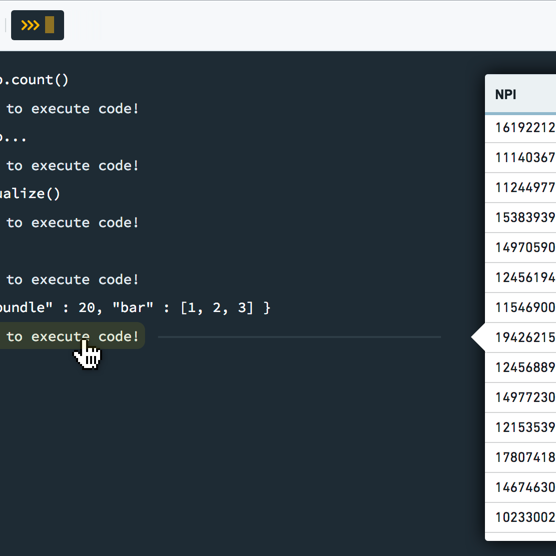 >>>
.count()
to execute code!
...
to execute code!
ualize()
to execute code!
to execute code!
bundle" : 20, "bar" : [1, 2, 3] }
to execute code!
NPI
16192212
11140367
11244977
15383939
14970590
12456194
11546900
19426215
12456889
14977230
12153539
17807418
14674630
10233002